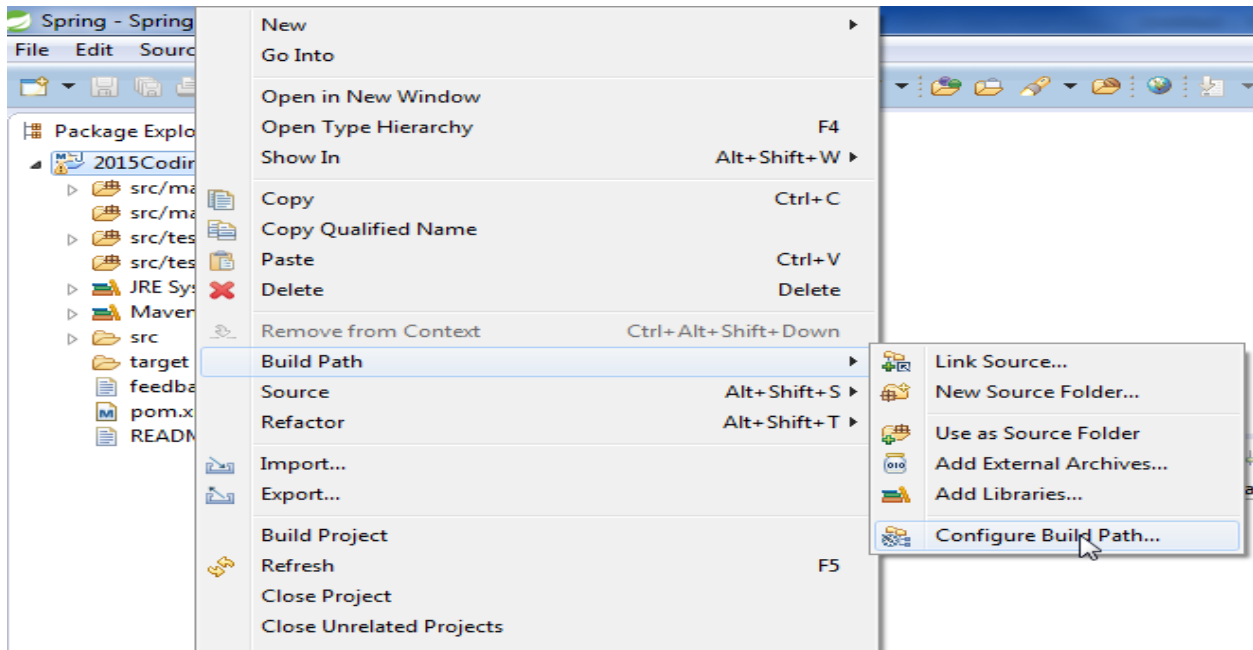 Spring - Spring
File Edit Sourc
Package Explo
2015Codin
src/ma
src/ma
src/tes
src/tes
JRE Sys
Maven
src
target
feedba
pom.x
READM
New
Go Into
Open in New Window
Open Type Hierarchy F4
Show In Alt+Shift+W
Copy Ctrl+C
Copy Qualified Name
Paste Ctrl+V
Delete Delete
Remove from Context Ctrl+Alt+Shift+Down
Build Path
Source Alt+Shift+S
Refactor Alt+Shift+T
Import...
Export...
Build Project
Refresh F5
Close Project
Close Unrelated Projects
Link Source...
New Source Folder...
Use as Source Folder
Add External Archives...
Add Libraries...
Configure Build Path...